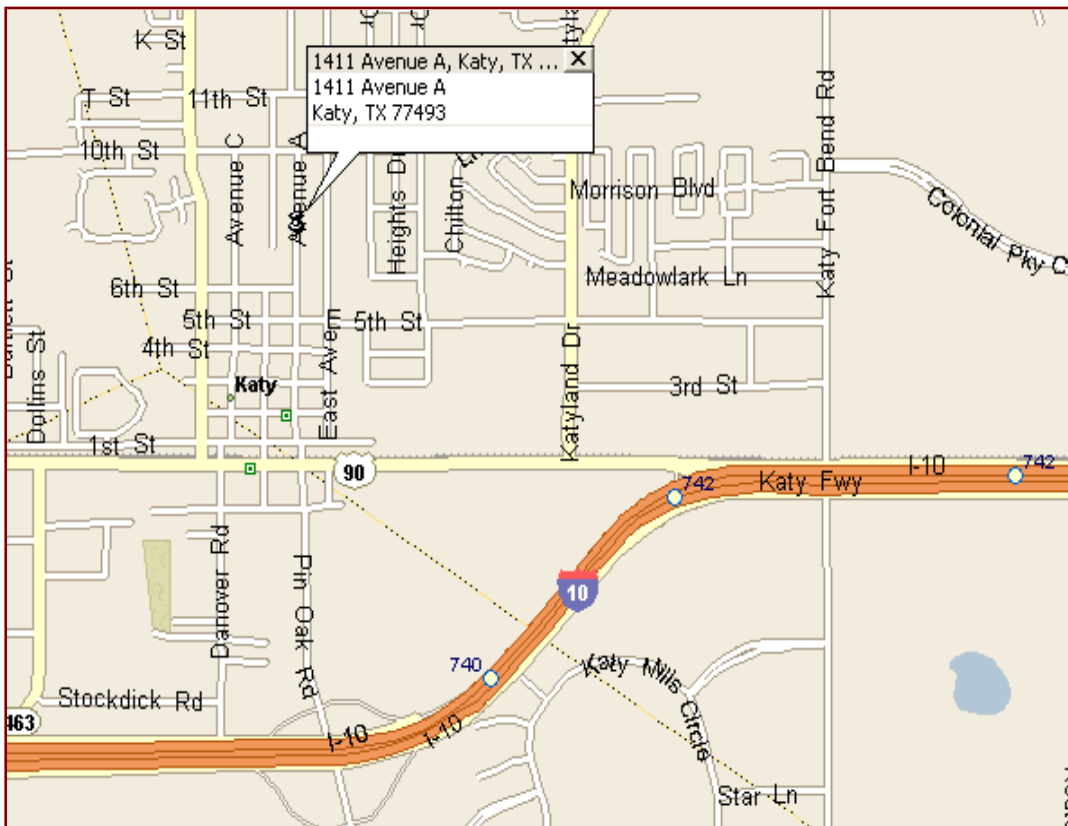 K St
1411 Avenue A, Katy, TX ...
1411 Avenue A
Katy, TX 77493
T St
11th St
10th St
Avenue C
Avenue A
Heights Dr
Chilton Ln
Morrison Blvd
Katy Fort Bend Rd
Colonial Pky
Meadowlark Ln
6th St
5th St
E 5th St
4th St
Katy
East Aven
3rd St
Katyland Dr
Dollins St
1st St
90
742
I-10
Katy Fwy
742
Danover Rd
Pin Oak Rd
10
740
Katy Mills Circle
Stockdick Rd
463
I-10
I-10
Star Ln